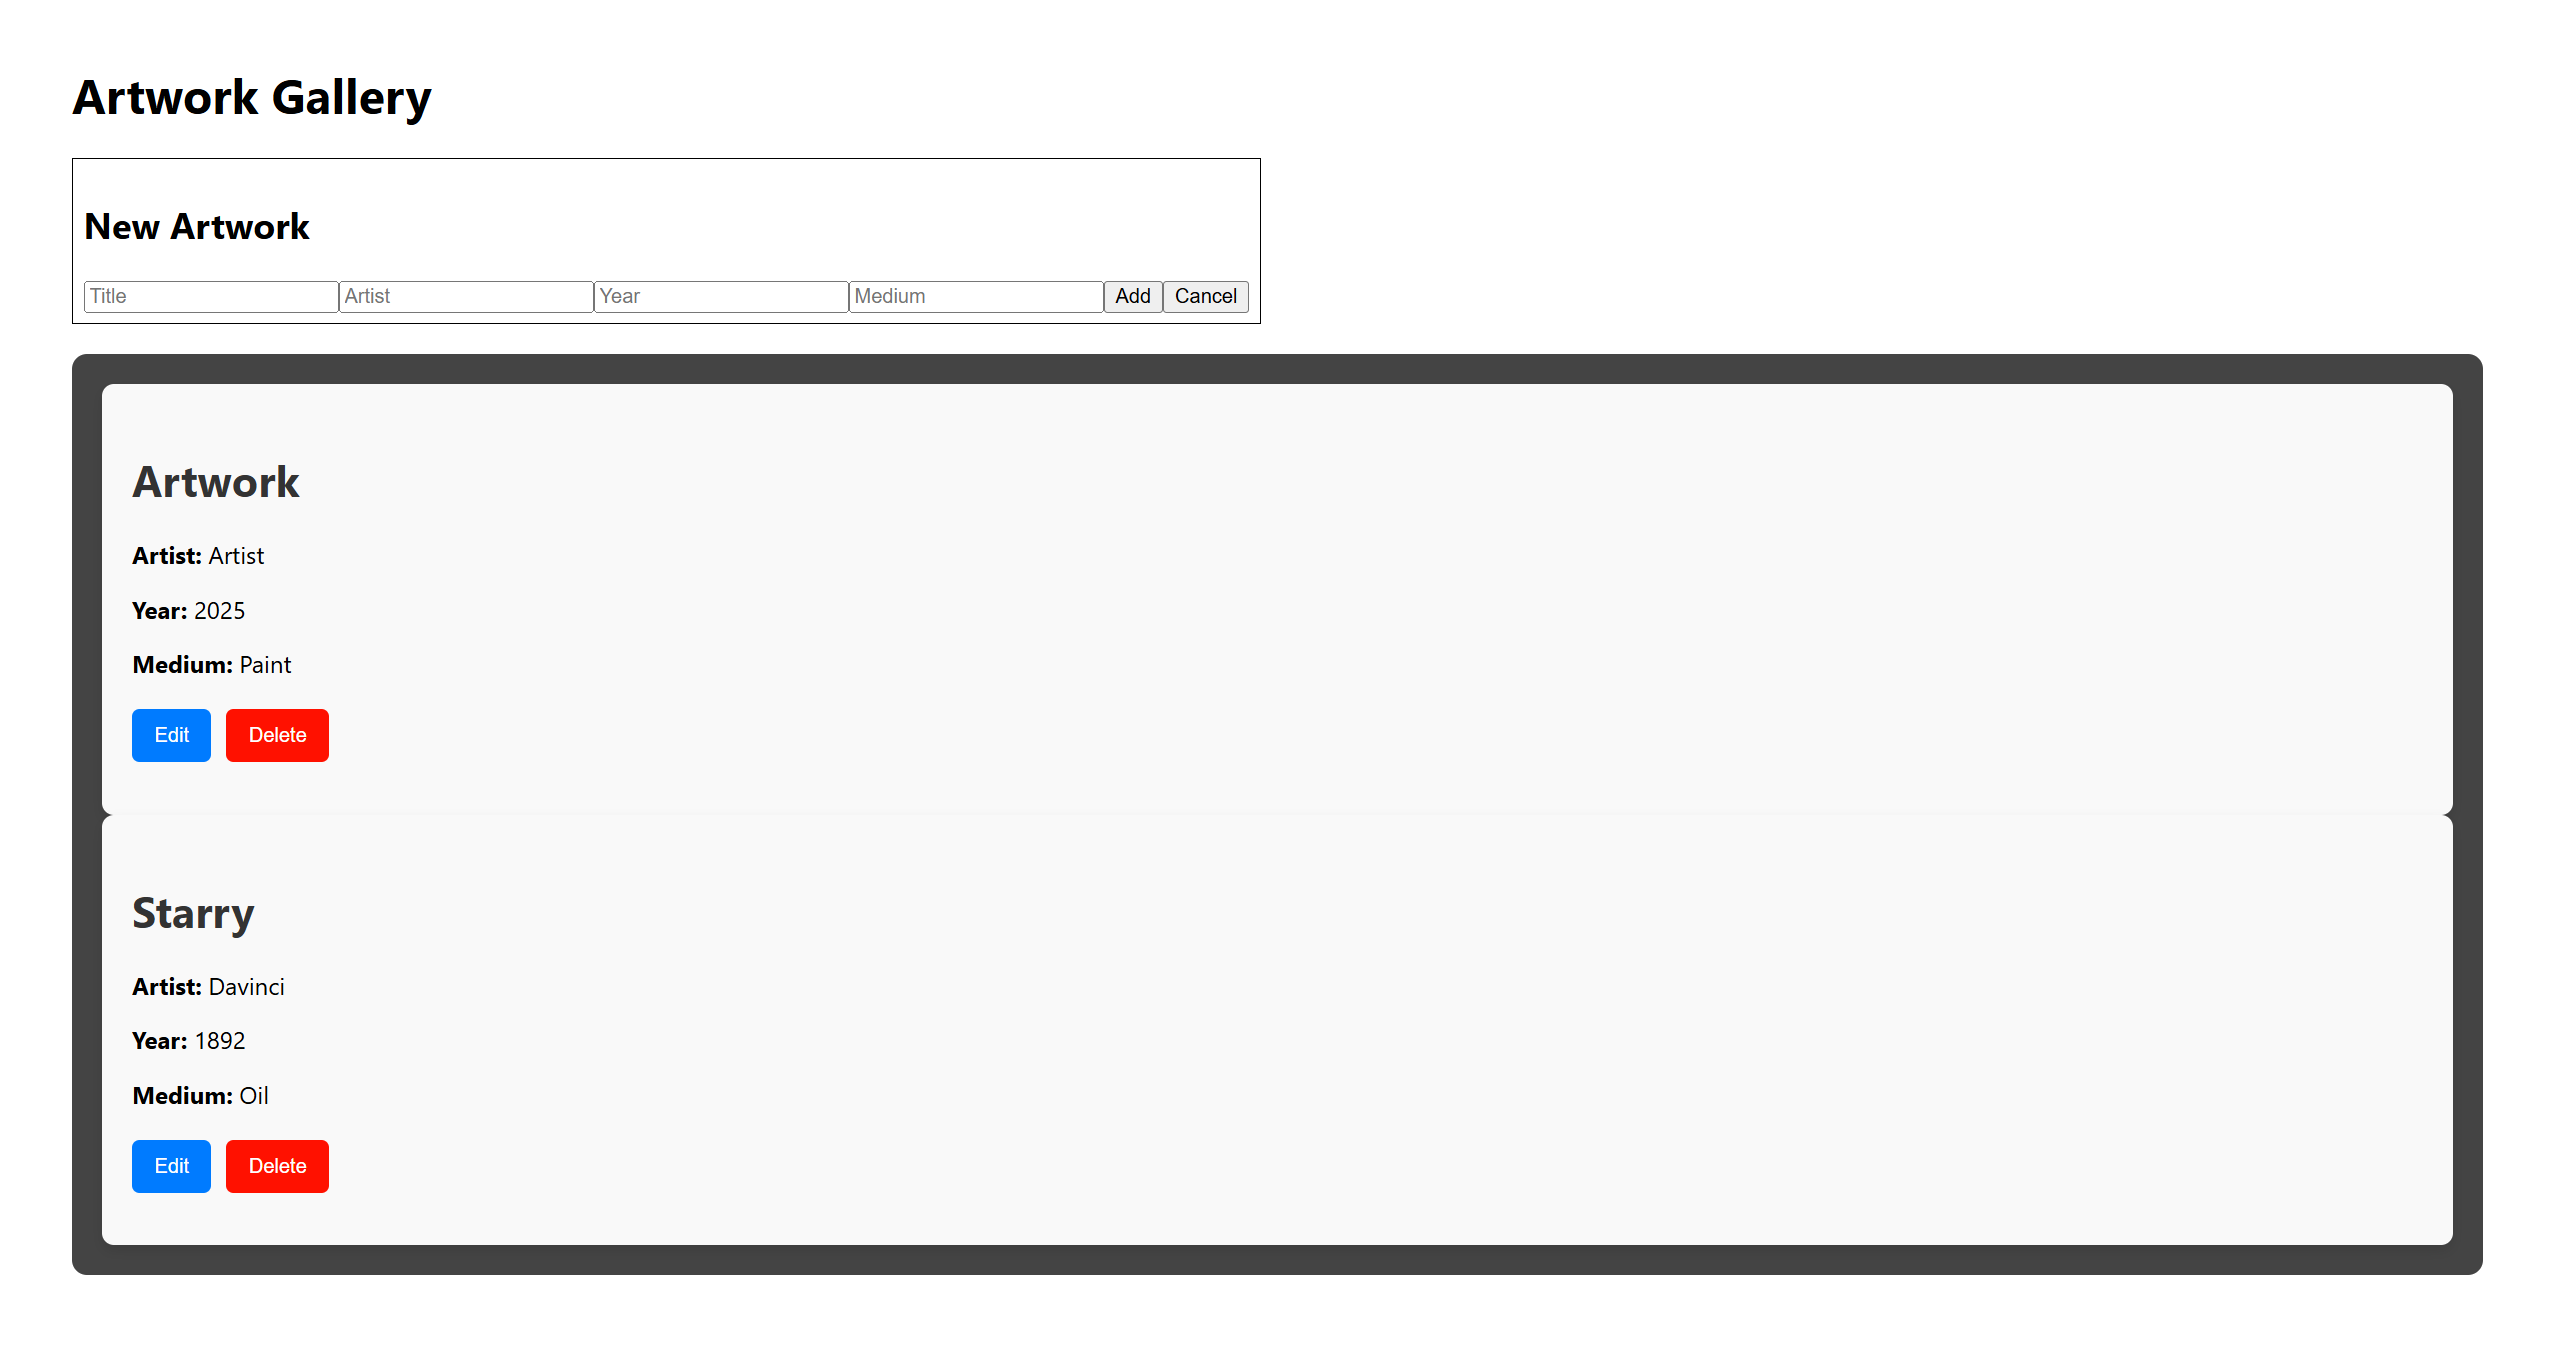 Artwork Gallery
New Artwork
Title Artist Year Medium Add Cancel
Artwork
Artist: Artist
Year: 2025
Medium: Paint
Edit Delete
Starry
Artist: Davinci
Year: 1892
Medium: Oil
Edit Delete